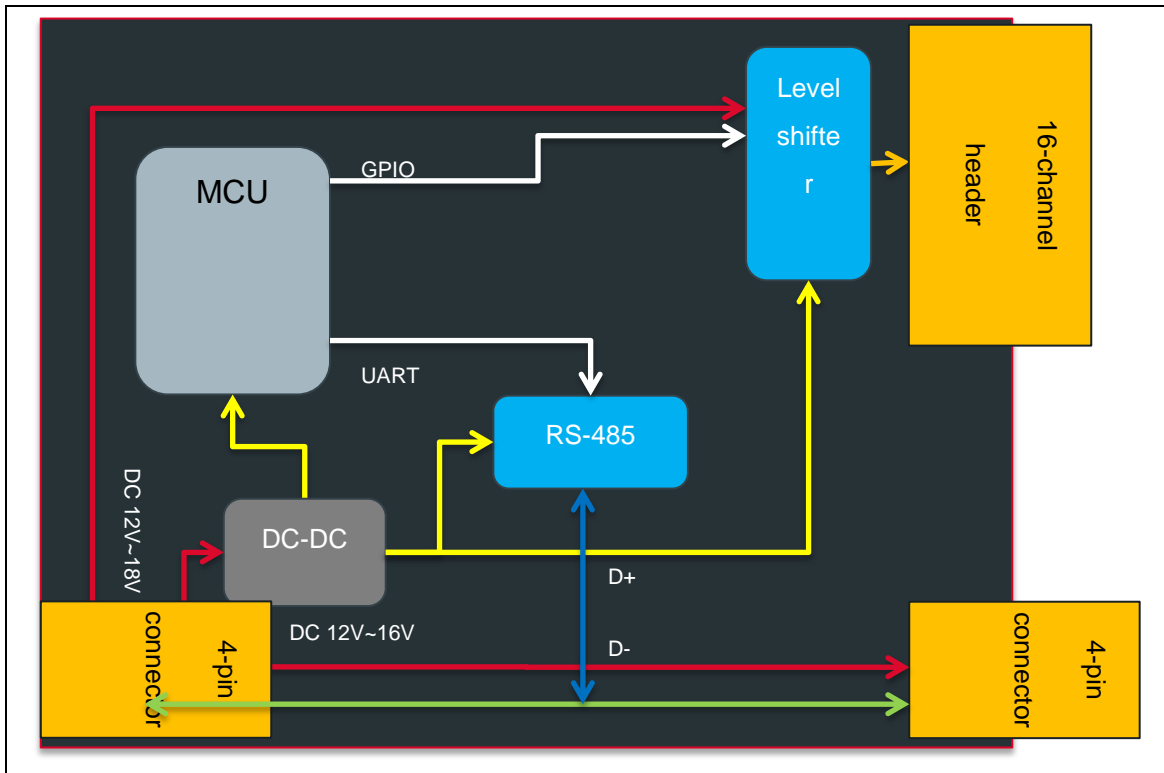 Level
shifte
r
16-channel
header
MCU
GPIO
UART
RS-485
DC 12V~18V
DC-DC
D+
DC 12V~16V
D-
4-pin
connector
4-pin
connector